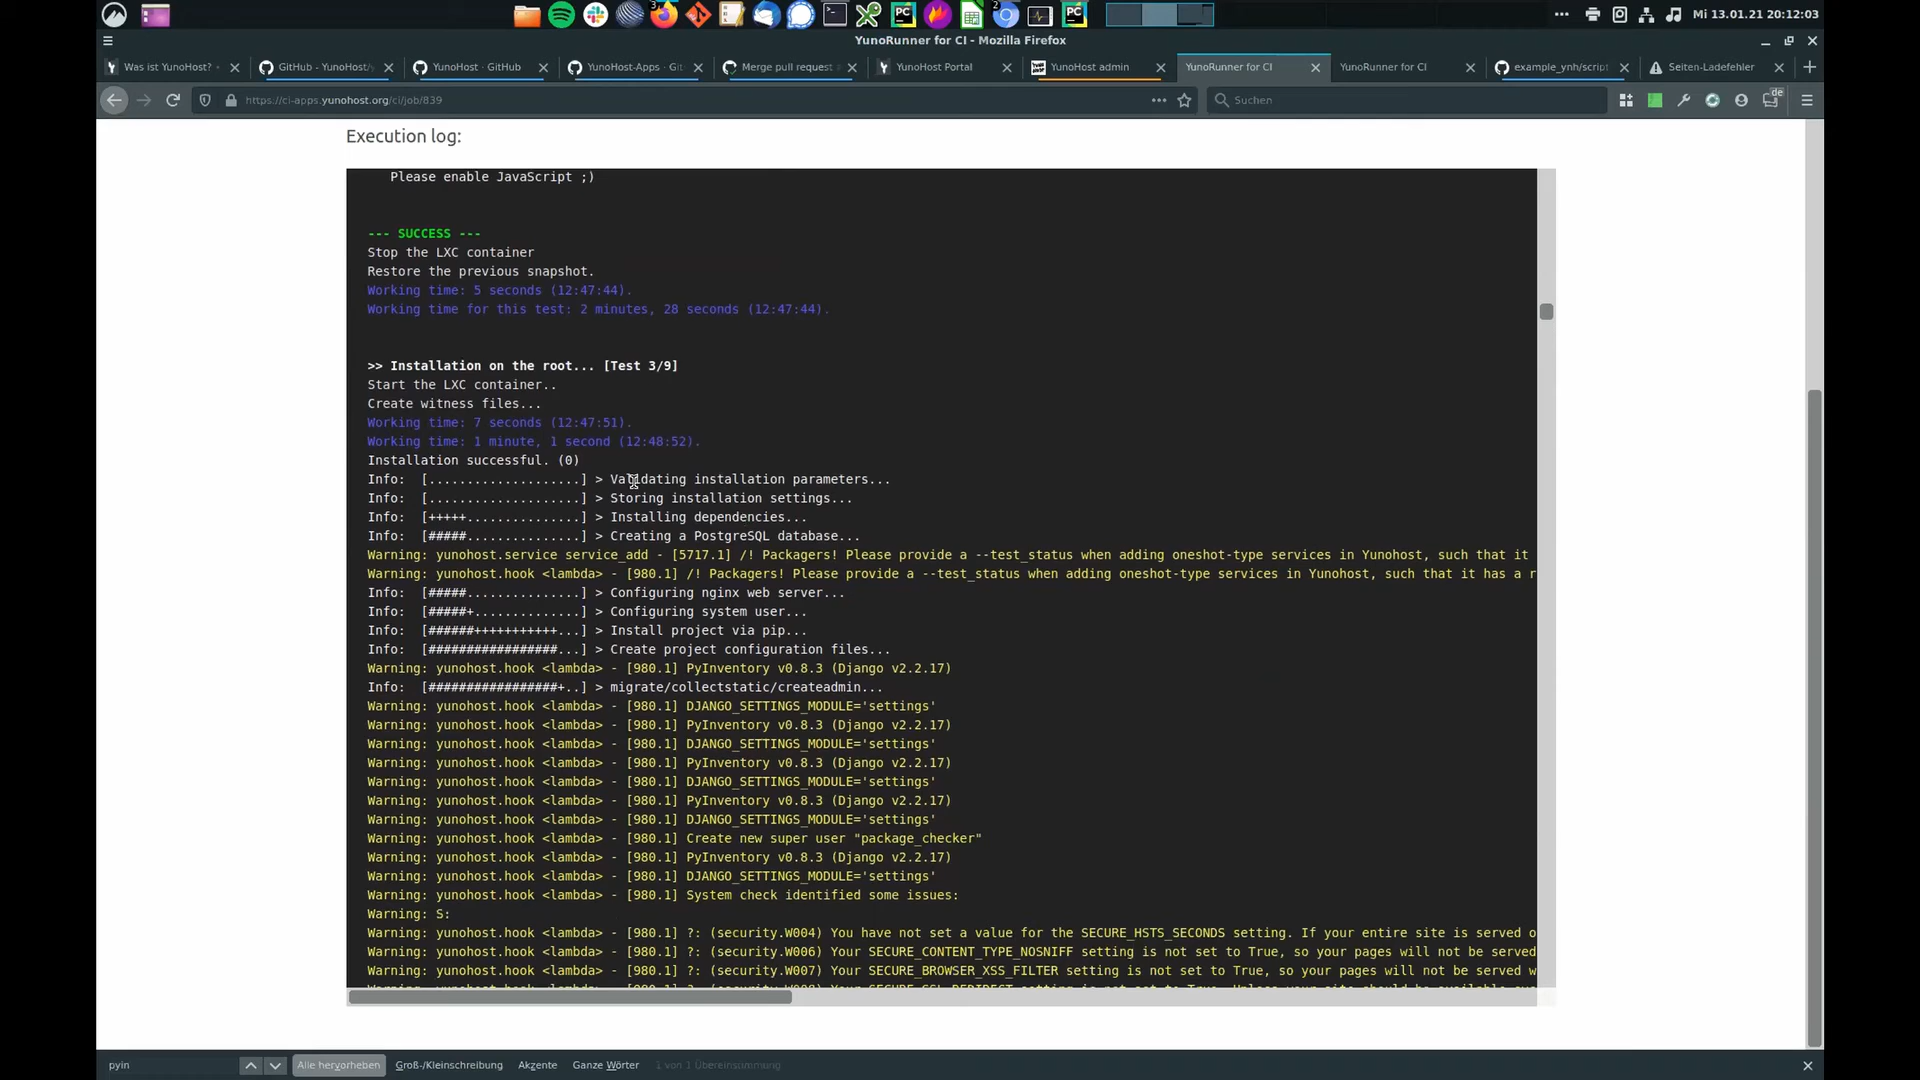 Mi 13.01.21 20:12:03
YunoRunner for CI - Mozilla Firefox
Was ist YunoHost?
GitHub - YunoHost/
YunoHost · GitHub
YunoHost-Apps · Git
Merge pull request
YunoHost Portal
YunoHost admin
YunoRunner for CI
YunoRunner for CI
example_ynh/script
Seiten-Ladefehler
https://ci-apps.yunohost.org/ci/job/839
Suchen
de
Execution log:
Please enable JavaScript ;)
--- SUCCESS ---
Stop the LXC container
Restore the previous snapshot.
Working time: 5 seconds (12:47:44).
Working time for this test: 2 minutes, 28 seconds (12:47:44).
>> Installation on the root... [Test 3/9]
Start the LXC container..
Create witness files...
Working time: 7 seconds (12:47:51).
Working time: 1 minute, 1 second (12:48:52).
Installation successful. (0)
Info:  [....................] > Validating installation parameters...
Info:  [....................] > Storing installation settings...
Info:  [+++++...............] > Installing dependencies...
Info:  [#####...............] > Creating a PostgreSQL database...
Warning: yunohost.service service_add - [5717.1] /! Packagers! Please provide a --test_status when adding oneshot-type services in Yunohost, such that it
Warning: yunohost.hook <lambda> - [980.1] /! Packagers! Please provide a --test_status when adding oneshot-type services in Yunohost, such that it has a r
Info:  [#####...............] > Configuring nginx web server...
Info:  [#####+..............] > Configuring system user...
Info:  [######+++++++++++...] > Install project via pip...
Info:  [#################...] > Create project configuration files...
Warning: yunohost.hook <lambda> - [980.1] PyInventory v0.8.3 (Django v2.2.17)
Info:  [#################+..] > migrate/collectstatic/createadmin...
Warning: yunohost.hook <lambda> - [980.1] DJANGO_SETTINGS_MODULE='settings'
Warning: yunohost.hook <lambda> - [980.1] PyInventory v0.8.3 (Django v2.2.17)
Warning: yunohost.hook <lambda> - [980.1] DJANGO_SETTINGS_MODULE='settings'
Warning: yunohost.hook <lambda> - [980.1] PyInventory v0.8.3 (Django v2.2.17)
Warning: yunohost.hook <lambda> - [980.1] DJANGO_SETTINGS_MODULE='settings'
Warning: yunohost.hook <lambda> - [980.1] PyInventory v0.8.3 (Django v2.2.17)
Warning: yunohost.hook <lambda> - [980.1] DJANGO_SETTINGS_MODULE='settings'
Warning: yunohost.hook <lambda> - [980.1] Create new super user "package_checker"
Warning: yunohost.hook <lambda> - [980.1] PyInventory v0.8.3 (Django v2.2.17)
Warning: yunohost.hook <lambda> - [980.1] DJANGO_SETTINGS_MODULE='settings'
Warning: yunohost.hook <lambda> - [980.1] System check identified some issues:
Warning: S:
Warning: yunohost.hook <lambda> - [980.1] ?: (security.W004) You have not set a value for the SECURE_HSTS_SECONDS setting. If your entire site is served o
Warning: yunohost.hook <lambda> - [980.1] ?: (security.W006) Your SECURE_CONTENT_TYPE_NOSNIFF setting is not set to True, so your pages will not be served
Warning: yunohost.hook <lambda> - [980.1] ?: (security.W007) Your SECURE_BROWSER_XSS_FILTER setting is not set to True, so your pages will not be served w
pyin
Alle hervorheben
Groß-/Kleinschreibung
Akzente
Ganze Wörter
1 von 1 Übereinstimmung